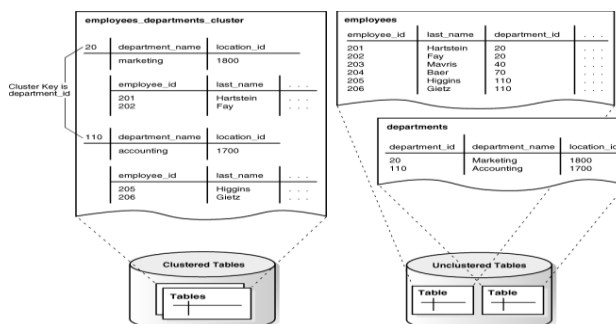 employees_departments_cluster
20 department_name location_id
marketing 1800
employee_id last_name . . .
201 Hartstein . . .
202 Fay . . .
Cluster Key is
department_id
110 department_name location_id
accounting 1700
employee_id last_name . . .
205 Higgins . . .
206 Gietz . . .
Clustered Tables
Tables
employees
employee_id last_name department_id . . .
201 Hartstein 20 . . .
202 Fay 20 . . .
203 Mavris 40 . . .
204 Baer 70 . . .
205 Higgins 110 . . .
206 Gietz 110 . . .
departments
department_id department_name location_id
20 Marketing 1800
110 Accounting 1700
Unclustered Tables
Table
Table